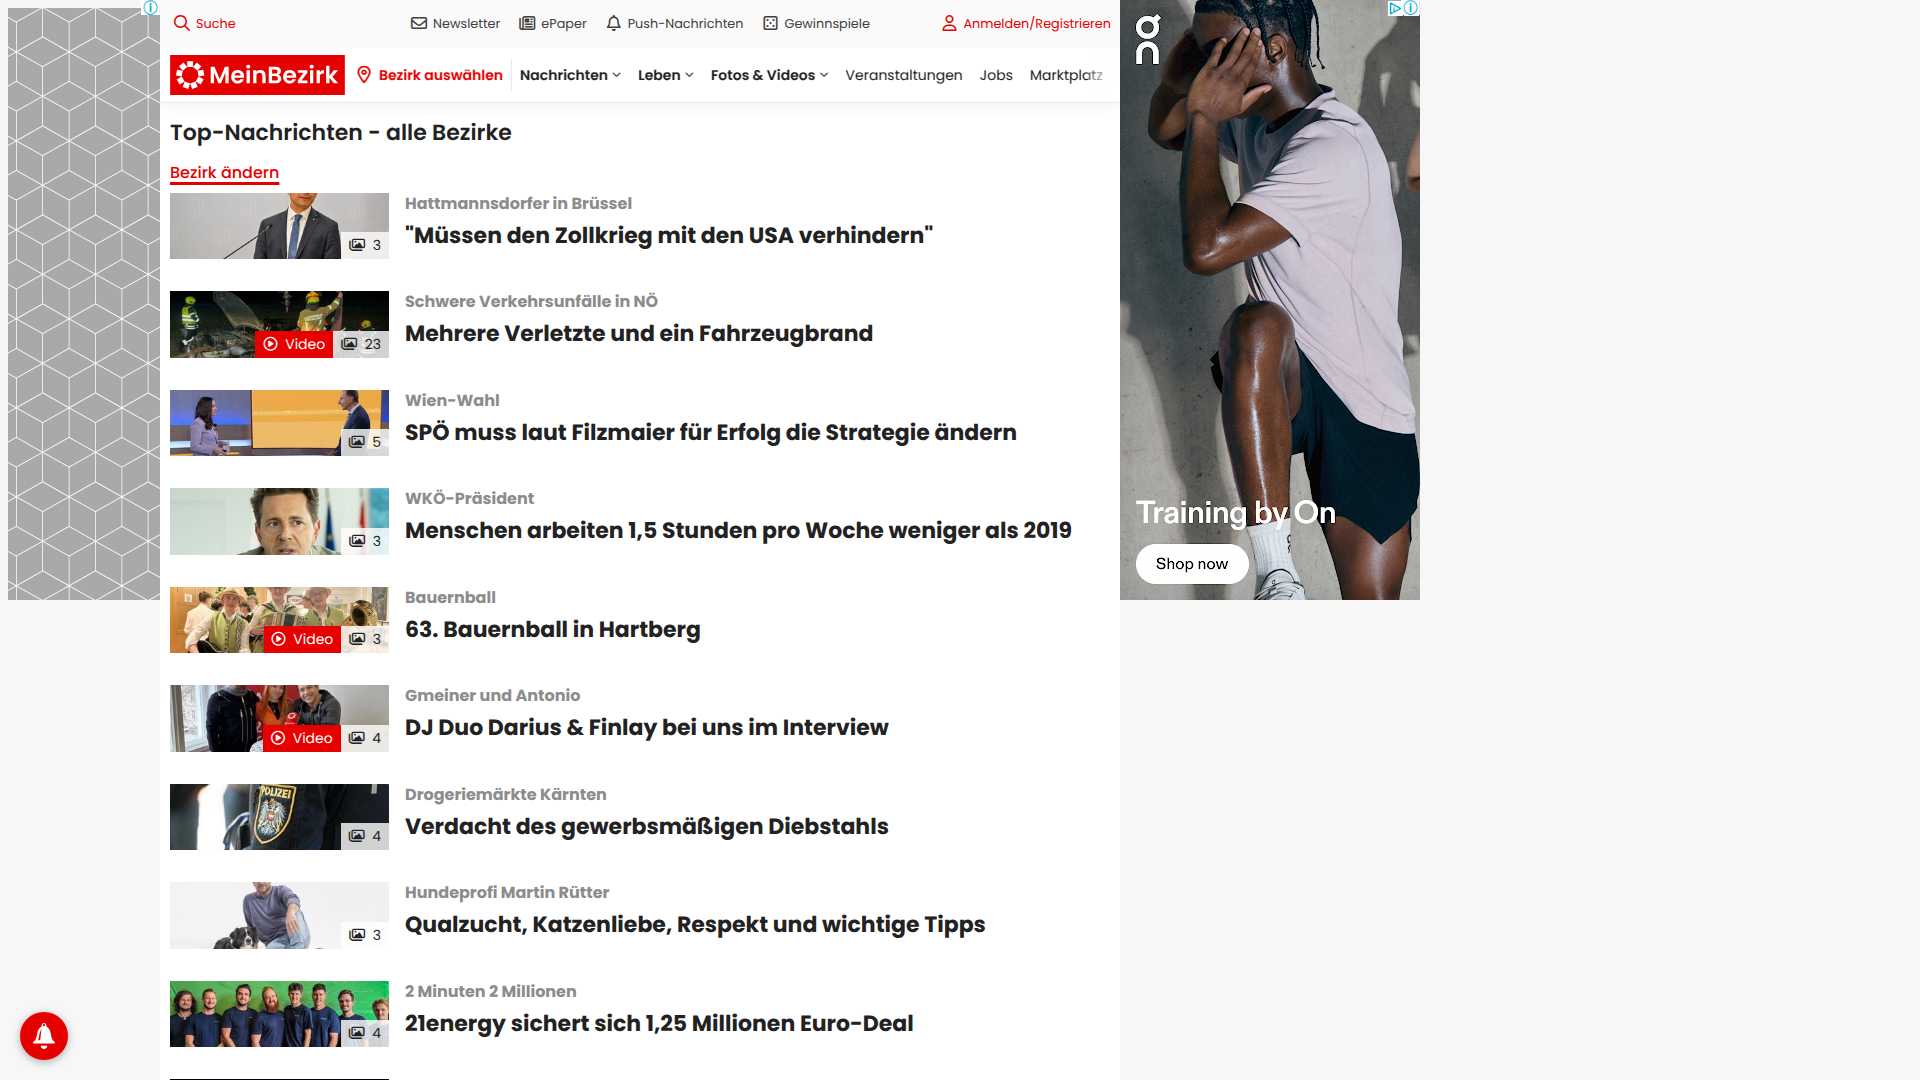 Suche
Newsletter
ePaper
Push-Nachrichten
Gewinnspiele
Anmelden/Registrieren
MeinBezirk
Bezirk auswählen
Nachrichten
Leben
Fotos & Videos
Veranstaltungen
Jobs
Marktplatz
Top-Nachrichten - alle Bezirke
Bezirk ändern
3
Hattmannsdorfer in Brüssel
"Müssen den Zollkrieg mit den USA verhindern"
Video
23
Schwere Verkehrsunfälle in NÖ
Mehrere Verletzte und ein Fahrzeugbrand
5
Wien-Wahl
SPÖ muss laut Filzmaier für Erfolg die Strategie ändern
3
WKÖ-Präsident
Menschen arbeiten 1,5 Stunden pro Woche weniger als 2019
Video
3
Bauernball
63. Bauernball in Hartberg
Video
4
Gmeiner und Antonio
DJ Duo Darius & Finlay bei uns im Interview
POLIZEI
4
Drogeriemärkte Kärnten
Verdacht des gewerbsmäßigen Diebstahls
3
Hundeprofi Martin Rütter
Qualzucht, Katzenliebe, Respekt und wichtige Tipps
4
2 Minuten 2 Millionen
21energy sichert sich 1,25 Millionen Euro-Deal
On
Training by On
Shop now